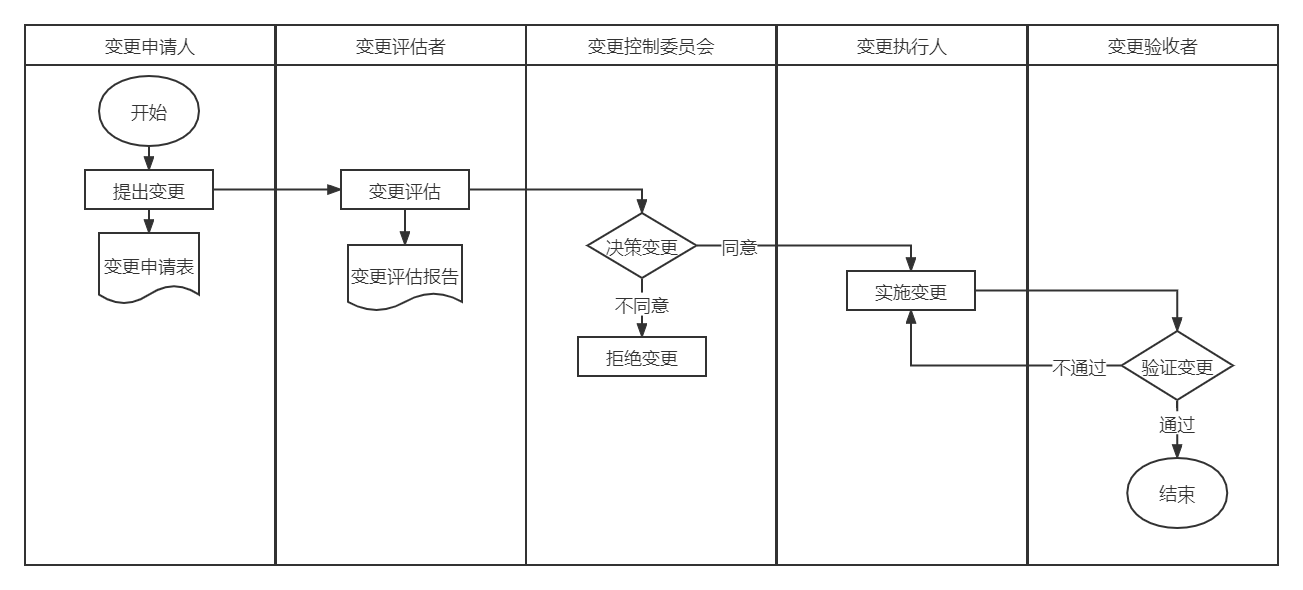 变更申请人
变更评估者
变更控制委员会
变更执行人
变更验收者
开始
提出变更
变更评估
变更申请表
变更评估报告
决策变更
同意
不同意
拒绝变更
实施变更
不通过
验证变更
通过
结束